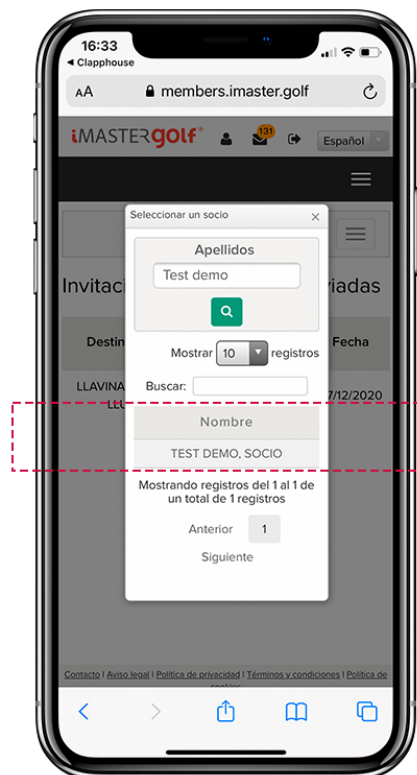 16:33
◀ Clapphouse
AA members.imaster.golf
iMASTERgolf® 131 Español
Seleccionar un socio ×
Apellidos
Test demo
Invitaci viadas
Mostrar 10 registros
Destin Fecha
Buscar:
LLAVINA 7/12/2020
LLU
Nombre
TEST DEMO, SOCIO
Mostrando registros del 1 al 1 de
un total de 1 registros
Anterior 1
Siguiente
Contacto | Aviso legal | Política de privacidad | Términos y condiciones | Política de
cookies